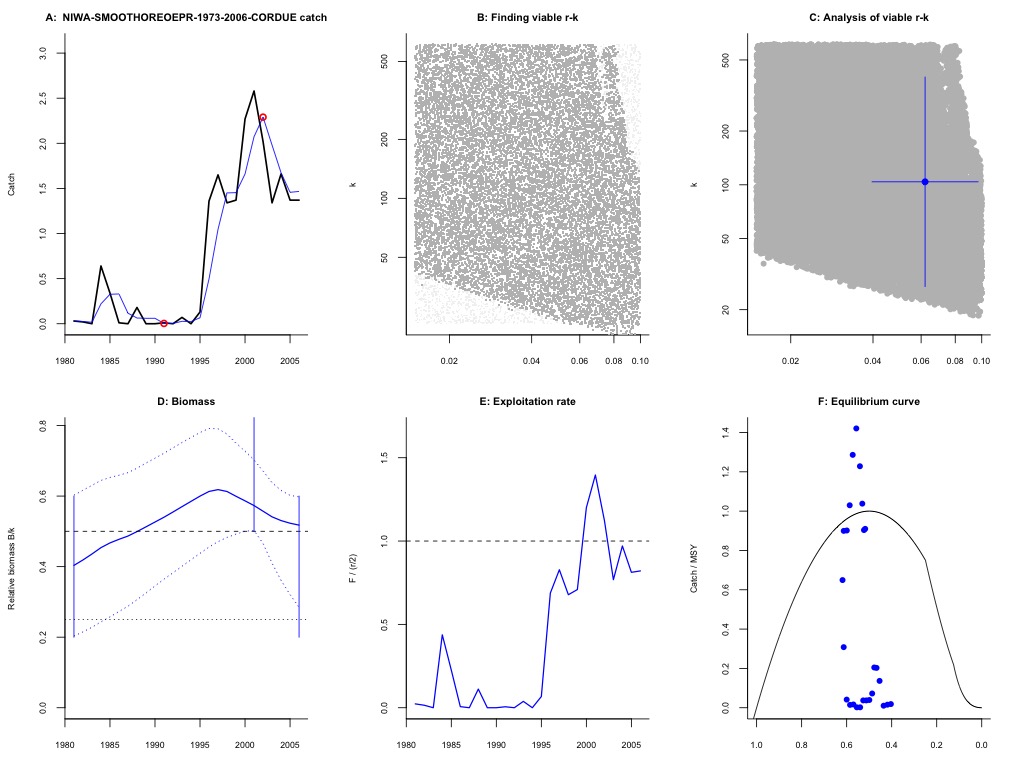 A: NIWA-SMOOTHOREOEPR-1973-2006-CORDUE catch
Catch
0.0 0.5 1.0 1.5 2.0 2.5 3.0
1980 1985 1990 1995 2000 2005
B: Finding viable r-k
k
50 100 200 500
0.02 0.04 0.06 0.08 0.10
C: Analysis of viable r-k
k
20 50 100 200 500
0.02 0.04 0.06 0.08 0.10
D: Biomass
Relative biomass B/k
0.0 0.2 0.4 0.6 0.8
1980 1985 1990 1995 2000 2005
E: Exploitation rate
F / (r/2)
0.0 0.5 1.0 1.5
1980 1985 1990 1995 2000 2005
F: Equilibrium curve
Catch / MSY
0.0 0.2 0.4 0.6 0.8 1.0 1.2 1.4
1.0 0.8 0.6 0.4 0.2 0.0